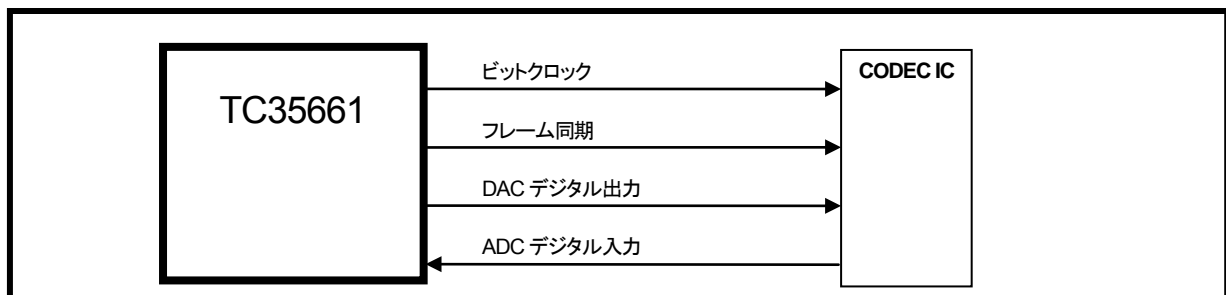 TC35661
ビットクロック
フレーム同期
DAC デジタル出力
ADC デジタル入力
CODEC IC